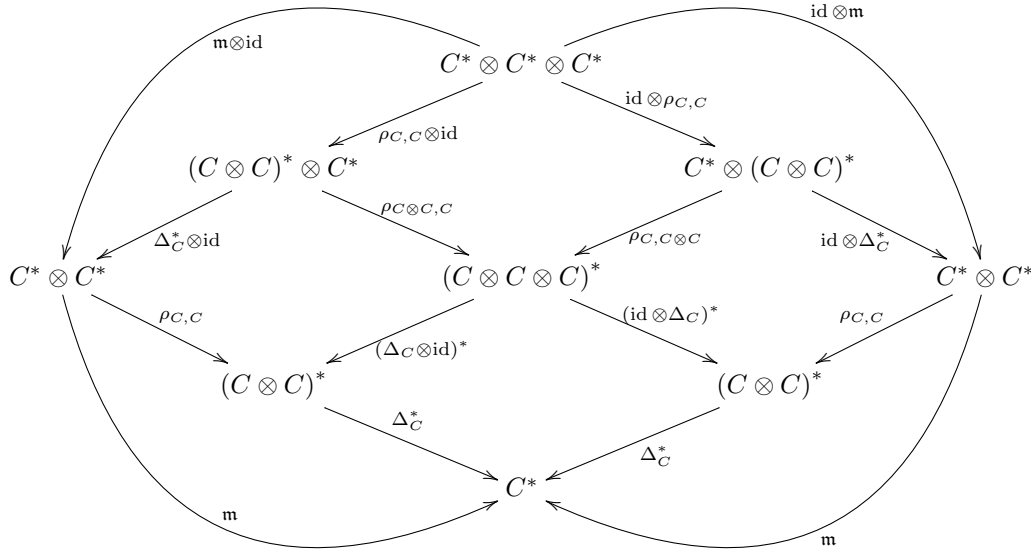 id ⊗𝔪
𝔪⊗id
C* ⊗ C* ⊗ C*
id ⊗ρ_{C,C}
ρ_{C,C}⊗id
(C ⊗ C)* ⊗ C*
C* ⊗ (C ⊗ C)*
ρ_{C⊗C,C}
Δ*_C⊗id
ρ_{C,C⊗C}
id ⊗Δ*_C
C* ⊗ C*
(C ⊗ C ⊗ C)*
C* ⊗ C*
ρ_{C,C}
(id ⊗Δ_C)*
ρ_{C,C}
(Δ_C⊗id)*
(C ⊗ C)*
(C ⊗ C)*
Δ*_C
Δ*_C
C*
𝔪
𝔪